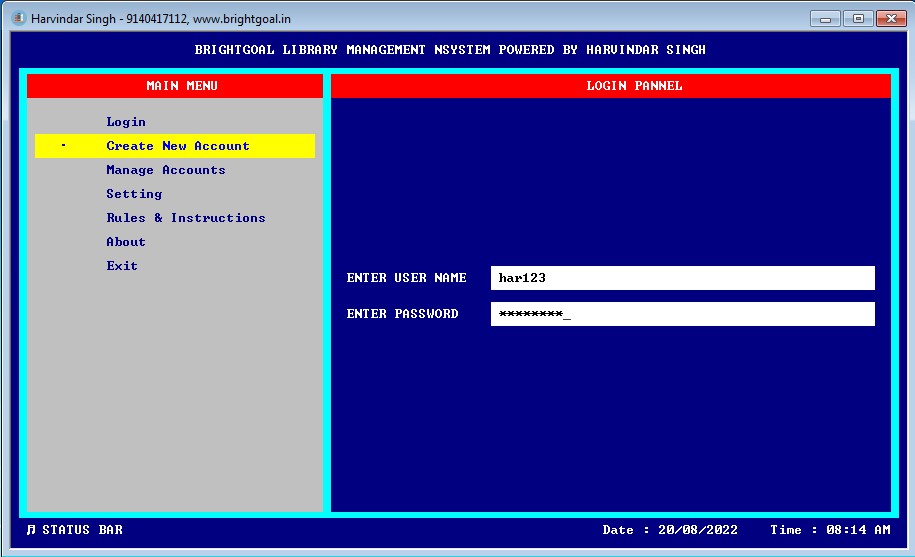 Harvindar Singh - 9140417112, www.brightgoal.in
BRIGHTGOAL LIBRARY MANAGEMENT NSYSTEM POWERED BY HARVINDAR SINGH
MAIN MENU
Login
- Create New Account
Manage Accounts
Setting
Rules & Instructions
About
Exit
LOGIN PANNEL
ENTER USER NAME har123
ENTER PASSWORD ********_
♫ STATUS BAR Date : 20/08/2022 Time : 08:14 AM